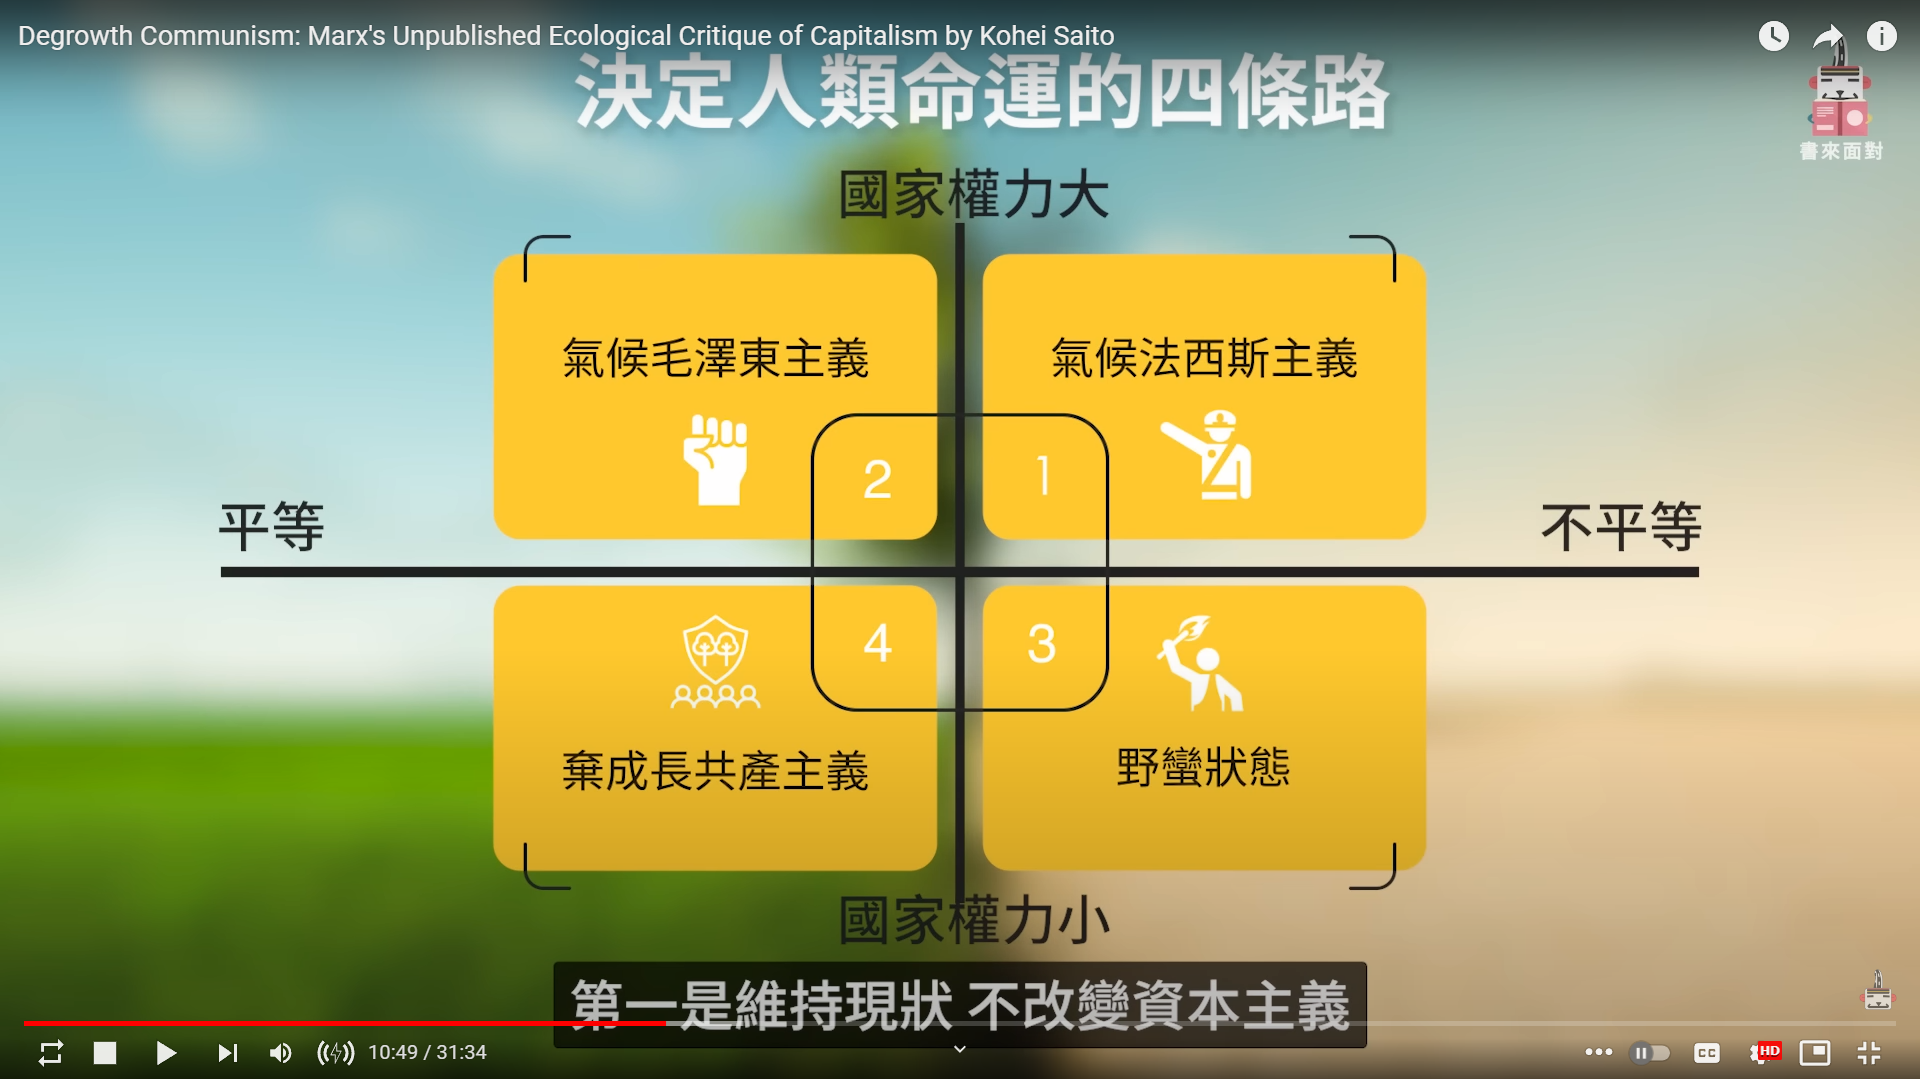 Degrowth Communism: Marx's Unpublished Ecological Critique of Capitalism by Kohei Saito
決定人類命運的四條路
書來面對
國家權力大
氣候毛澤東主義
氣候法西斯主義
2
1
平等
不平等
4
3
棄成長共產主義
野蠻狀態
國家權力小
第一是維持現狀 不改變資本主義
10:49 / 31:34
CC
HD